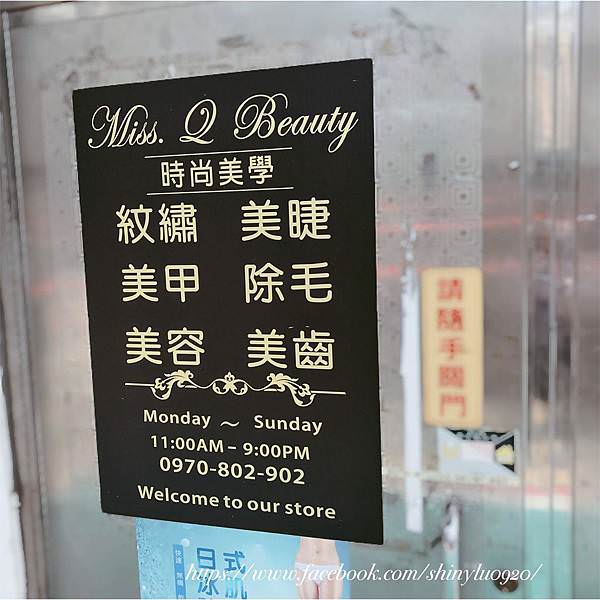 Miss. Q Beauty
時尚美學
紋繡 美睫
美甲 除毛
美容 美齒
Monday ～ Sunday
11:00AM – 9:00PM
0970-802-902
Welcome to our store
請隨手關門
日式
https://www.facebook.com/shinyluo920/